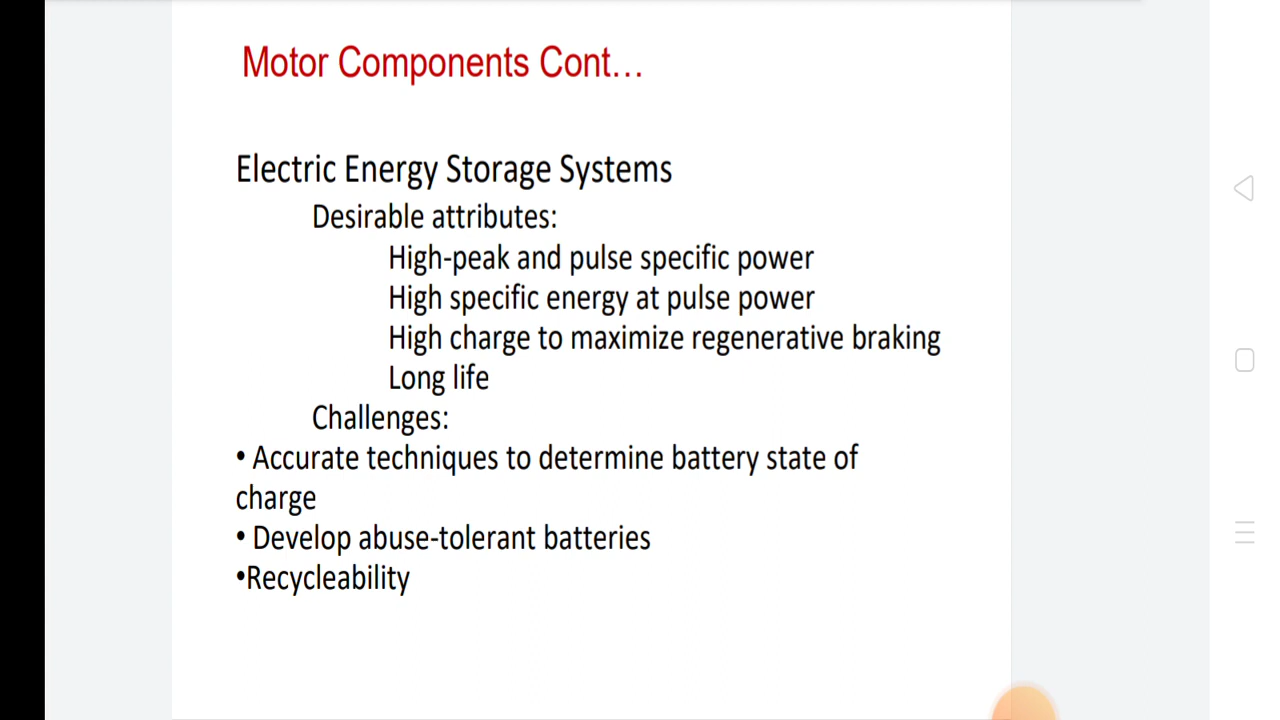 Motor Components Cont...
Electric Energy Storage Systems
Desirable attributes:
High-peak and pulse specific power
High specific energy at pulse power
High charge to maximize regenerative braking
Long life
Challenges:
• Accurate techniques to determine battery state of
charge
• Develop abuse-tolerant batteries
•Recycleability